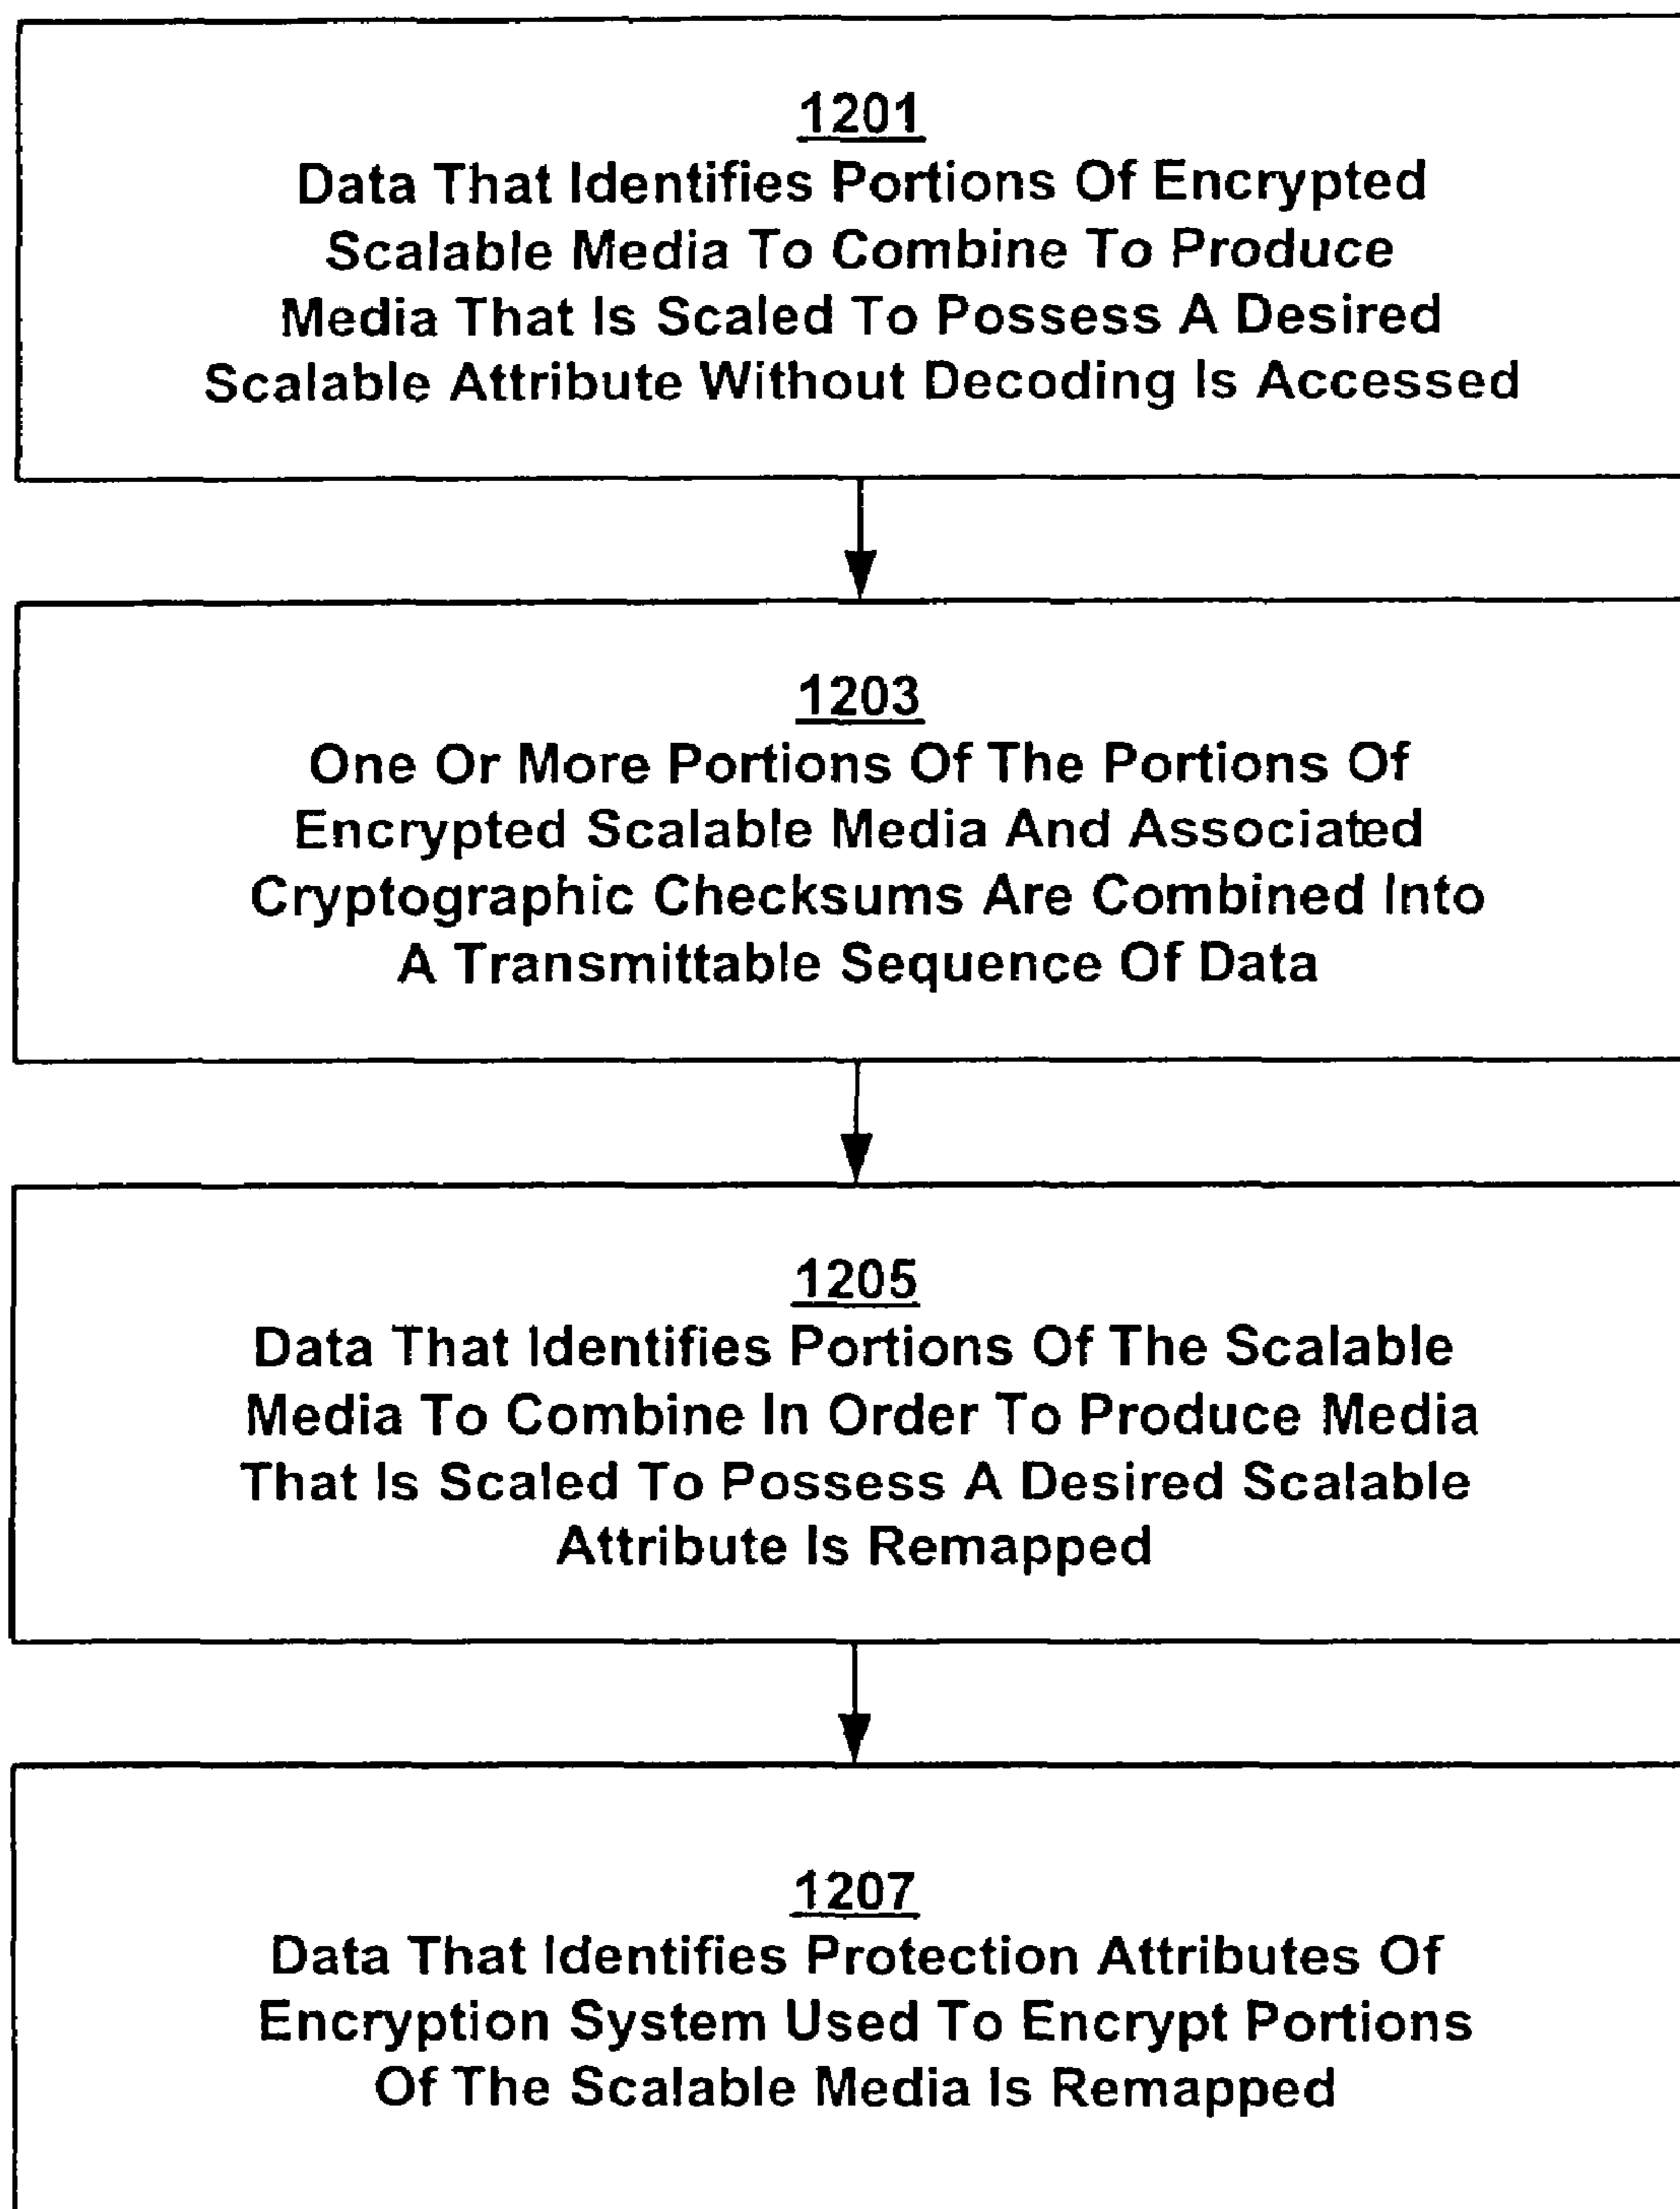 1201
Data That Identifies Portions Of Encrypted
Scalable Media To Combine To Produce
Media That Is Scaled To Possess A Desired
Scalable Attribute Without Decoding Is Accessed
1203
One Or More Portions Of The Portions Of
Encrypted Scalable Media And Associated
Cryptographic Checksums Are Combined Into
A Transmittable Sequence Of Data
1205
Data That Identifies Portions Of The Scalable
Media To Combine In Order To Produce Media
That Is Scaled To Possess A Desired Scalable
Attribute Is Remapped
1207
Data That Identifies Protection Attributes Of
Encryption System Used To Encrypt Portions
Of The Scalable Media Is Remapped